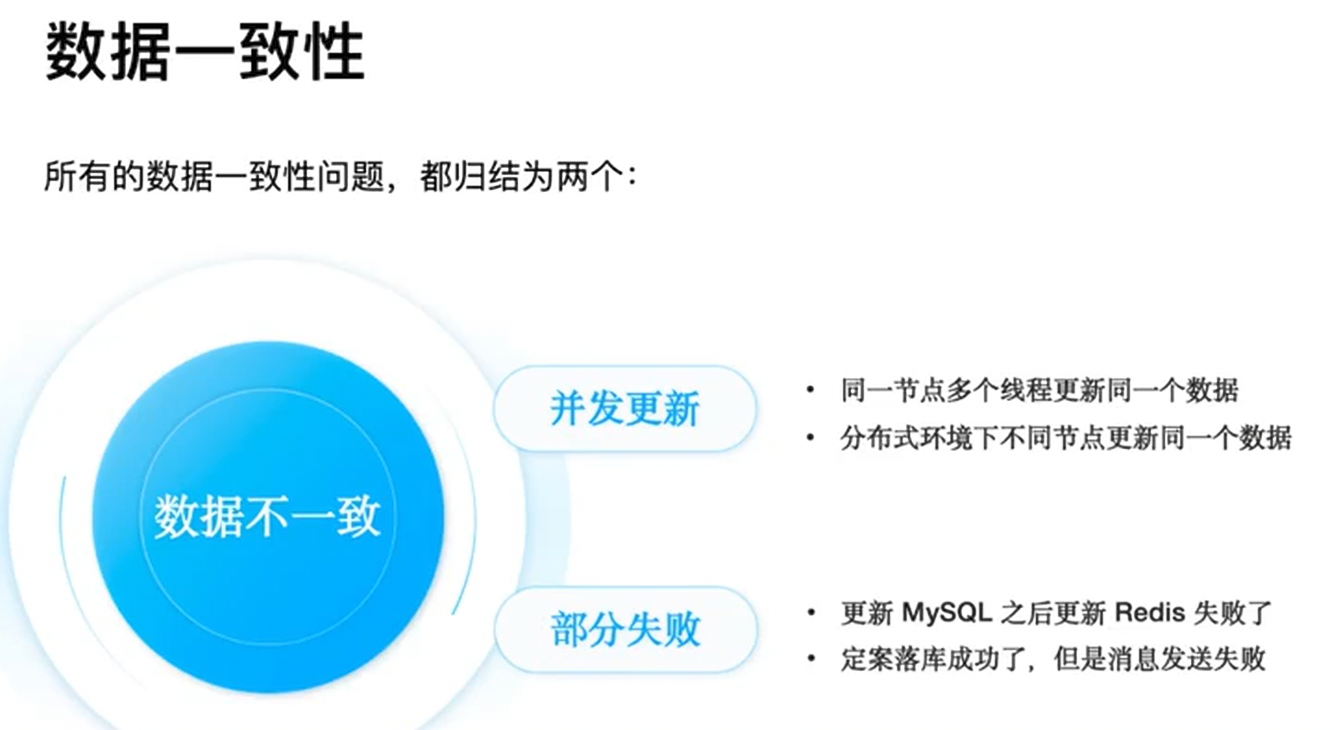 数据一致性
所有的数据一致性问题，都归结为两个：
数据不一致
并发更新
• 同一节点多个线程更新同一个数据
• 分布式环境下不同节点更新同一个数据
部分失败
• 更新 MySQL 之后更新 Redis 失败了
• 定案落库成功了，但是消息发送失败